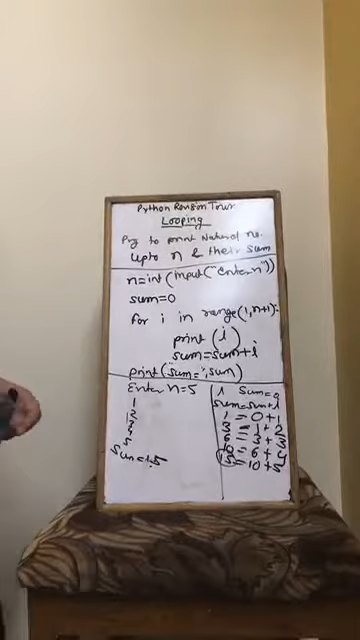 Python Revision Tour
Looping
Prg to print Natural no.
upto n & their sum
n=int(input("enter n"))
sum=0
for i in range(1,n+1):
print(i)
sum=sum+i
print("sum=",sum)
Enter n=5
1
2
3
4
5
sum=15
i sum=0
sum=sum+i
1 = 0+1
3 = 1+2
6 = 3+3
10 = 6+4
15 = 10+5